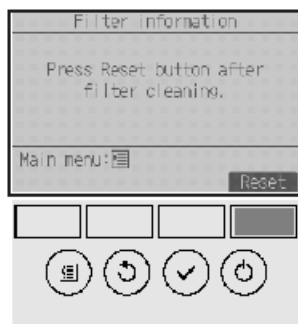 Filter information
Press Reset button after
filter cleaning.
Main menu:
Reset